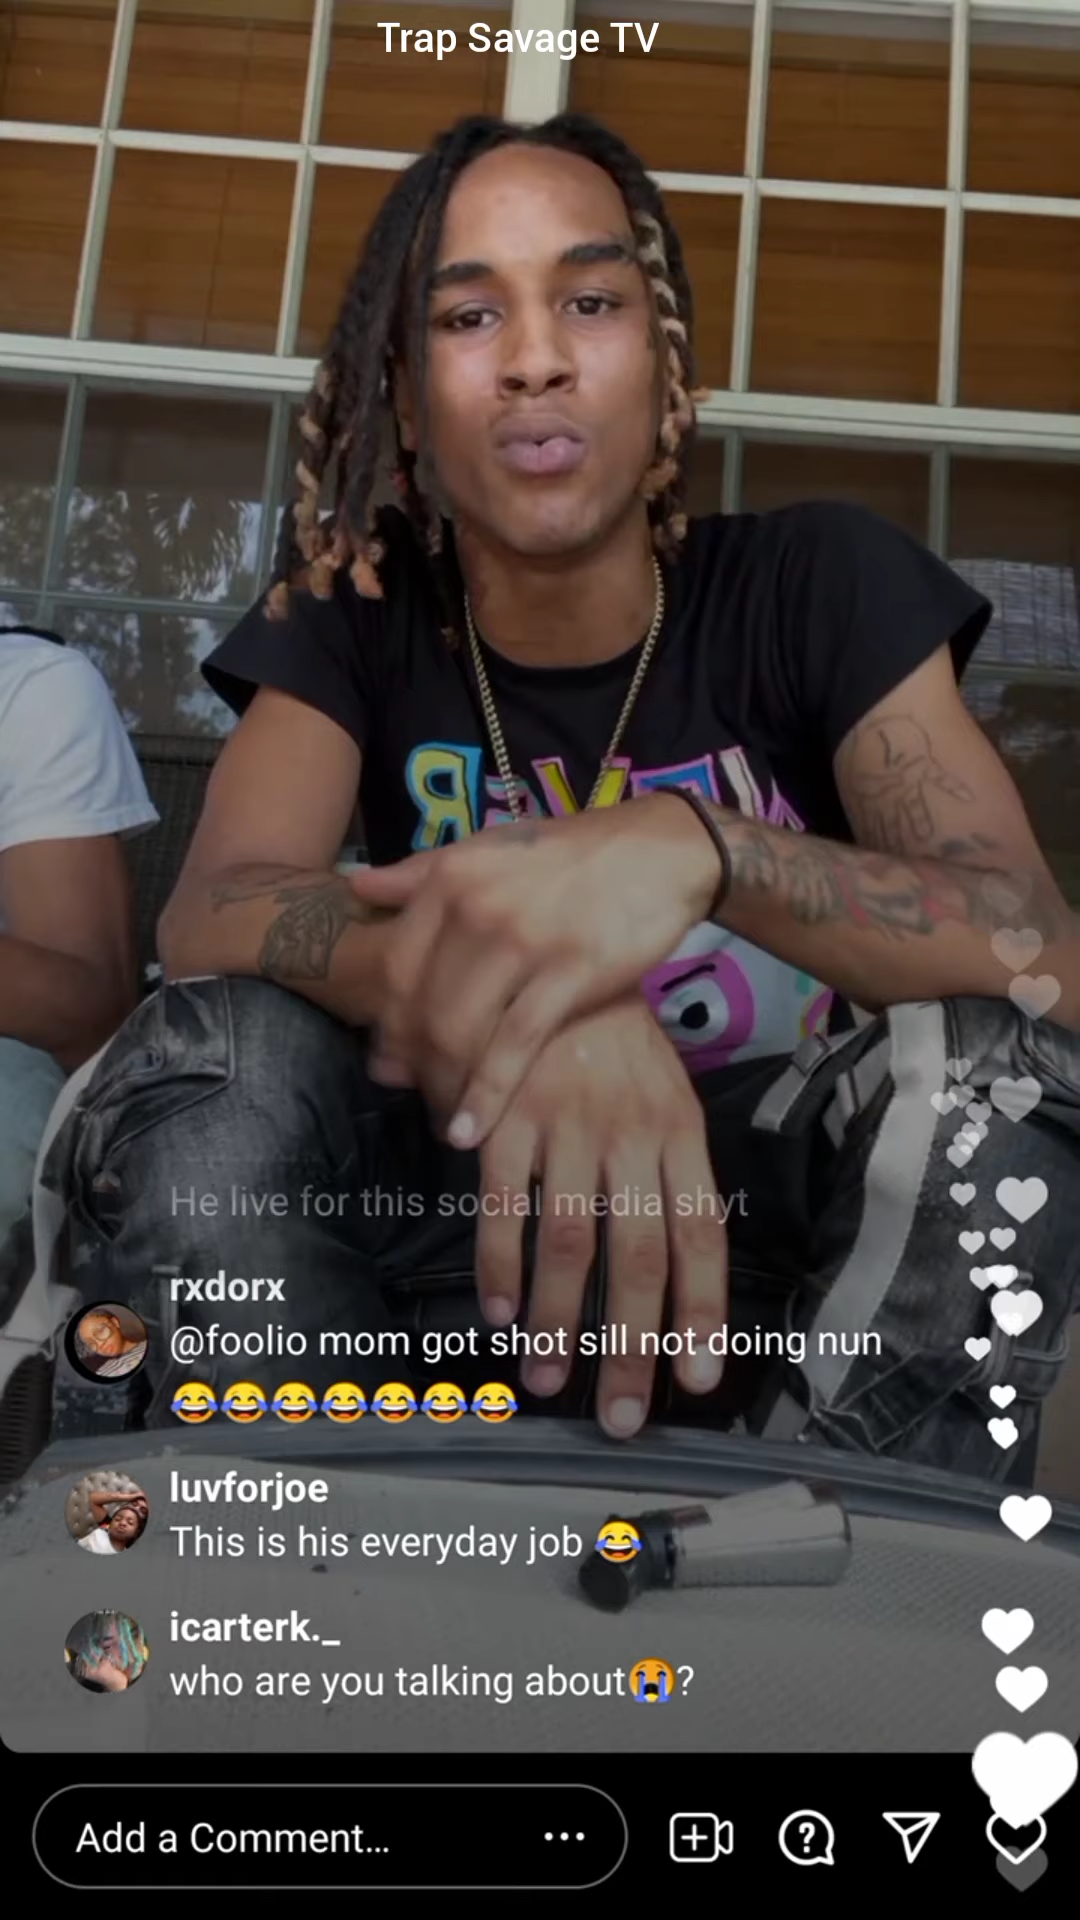 Trap Savage TV
He live for this social media shyt
rxdorx
@foolio mom got shot sill not doing nun
😂😂😂😂😂😂😂
luvforjoe
This is his everyday job 😂
icarterk._
who are you talking about😭?
Add a Comment...